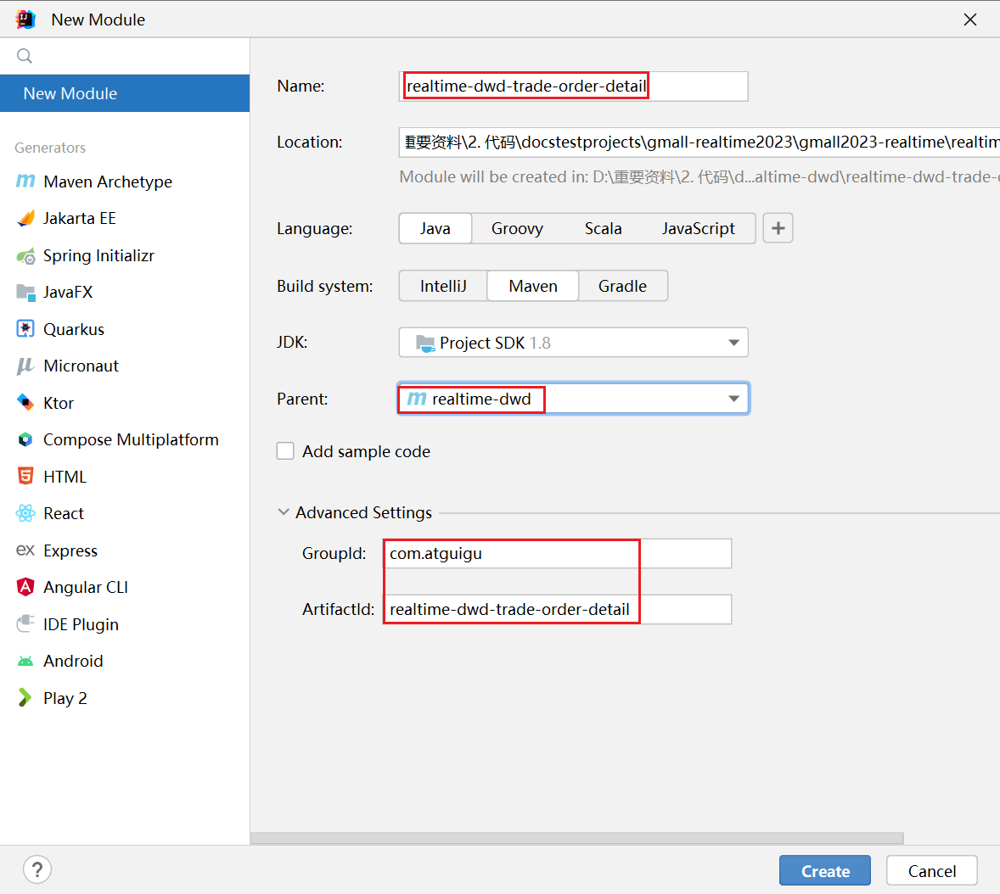 New Module
New Module
Generators
Maven Archetype
Jakarta EE
Spring Initializr
JavaFX
Quarkus
Micronaut
Ktor
Compose Multiplatform
HTML
React
Express
Angular CLI
IDE Plugin
Android
Play 2
Name: realtime-dwd-trade-order-detail
Location: 重要资料\2. 代码\docstestprojects\gmall-realtime2023\gmall2023-realtime\realtim
Module will be created in: D:\重要资料\2. 代码\d...altime-dwd\realtime-dwd-trade-
Language: Java Groovy Scala JavaScript +
Build system: IntelliJ Maven Gradle
JDK: Project SDK 1.8
Parent: realtime-dwd
Add sample code
Advanced Settings
GroupId: com.atguigu
ArtifactId: realtime-dwd-trade-order-detail
? Create Cancel